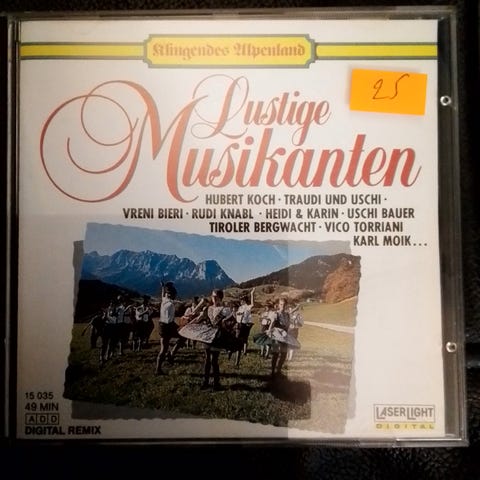 Klingendes Alpenland
25
Lustige
Musikanten
HUBERT KOCH · TRAUDI UND USCHI ·
VRENI BIERI · RUDI KNABL · HEIDI & KARIN · USCHI BAUER
TIROLER BERGWACHT · VICO TORRIANI
KARL MOIK...
15 035
49 MIN
ADD
DIGITAL REMIX
LASERLIGHT
DIGITAL